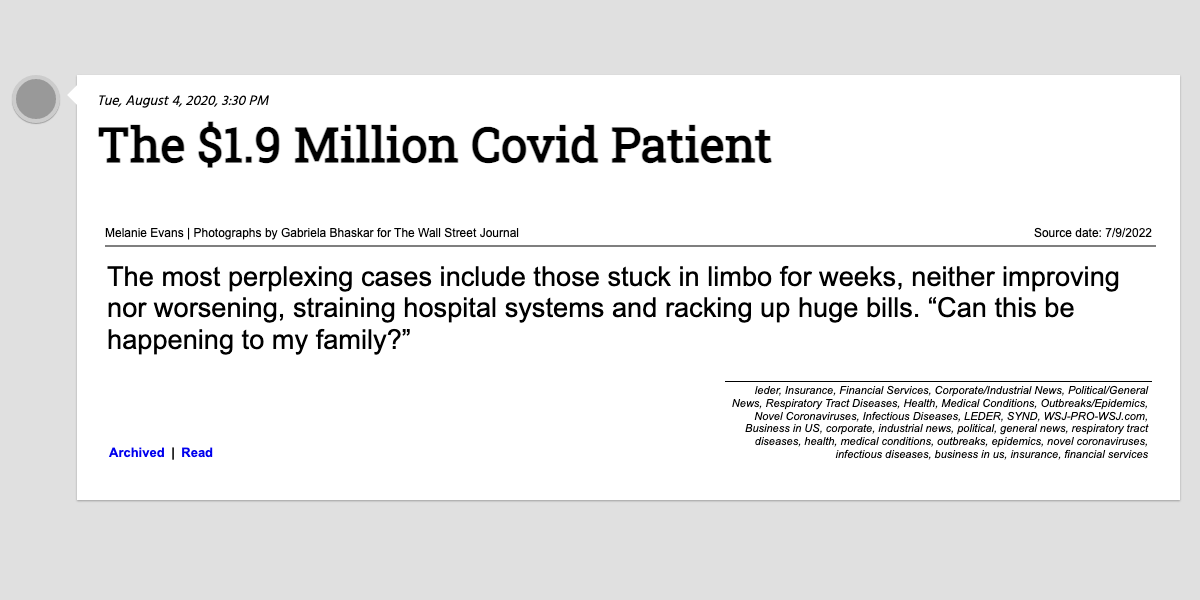 Tue, August 4, 2020, 3:30 PM
The $1.9 Million Covid Patient
Melanie Evans | Photographs by Gabriela Bhaskar for The Wall Street Journal
Source date: 7/9/2022
The most perplexing cases include those stuck in limbo for weeks, neither improving
nor worsening, straining hospital systems and racking up huge bills. “Can this be
happening to my family?”
leder, Insurance, Financial Services, Corporate/Industrial News, Political/General
News, Respiratory Tract Diseases, Health, Medical Conditions, Outbreaks/Epidemics,
Novel Coronaviruses, Infectious Diseases, LEDER, SYND, WSJ-PRO-WSJ.com,
Business in US, corporate, industrial news, political, general news, respiratory tract
diseases, health, medical conditions, outbreaks, epidemics, novel coronaviruses,
infectious diseases, business in us, insurance, financial services
Archived | Read